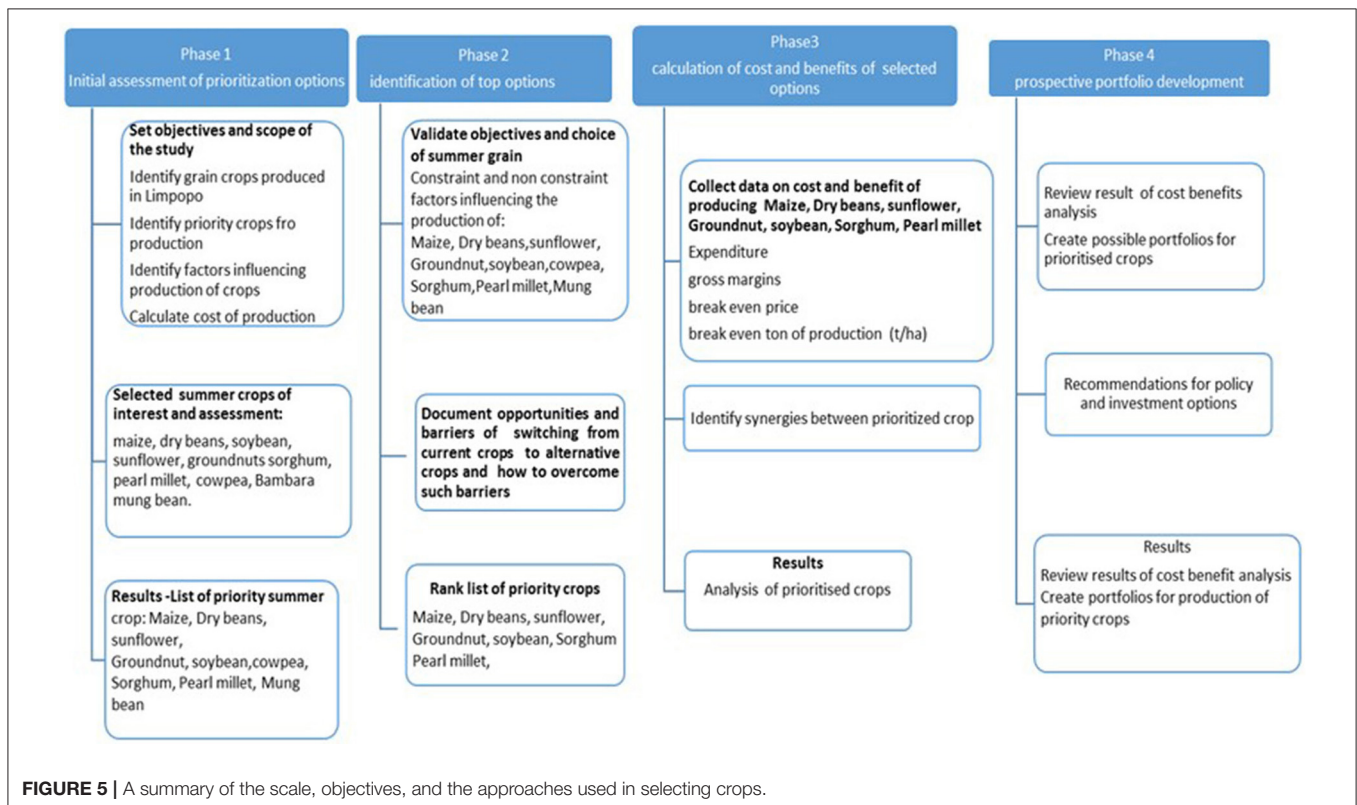 Phase 1
Initial assessment of prioritization options
Set objectives and scope of
the study
Identify grain crops produced
in Limpopo
Identify priority crops fro
production
Identify factors influencing
production of crops
Calculate cost of production
Selected summer crops of
interest and assessment:
maize, dry beans, soybean,
sunflower, groundnuts sorghum,
pearl millet, cowpea, Bambara
mung bean.
Results -List of priority summer
crop: Maize, Dry beans,
sunflower,
Groundnut, soybean,cowpea,
Sorghum, Pearl millet, Mung
bean
Phase 2
identification of top options
Validate objectives and choice
of summer grain
Constraint and non constraint
factors influencing the
production of:
Maize, Dry beans,sunflower,
Groundnut,soybean,cowpea,
Sorghum,Pearl millet,Mung
bean
Document opportunities and
barriers of switching from
current crops to alternative
crops and how to overcome
such barriers
Rank list of priority crops
Maize, Dry beans, sunflower,
Groundnut, soybean, Sorghum
Pearl millet,
Phase3
calculation of cost and benefits of selected
options
Collect data on cost and benefit of
producing Maize, Dry beans, sunflower,
Groundnut, soybean, Sorghum, Pearl millet
Expenditure
gross margins
break even price
break even ton of production (t/ha)
Identify synergies between prioritized crop
Results
Analysis of prioritised crops
Phase 4
prospective portfolio development
Review result of cost benefits
analysis
Create possible portfolios for
prioritised crops
Recommendations for policy
and investment options
Results
Review results of cost benefit analysis
Create portfolios for production of
priority crops
FIGURE 5 | A summary of the scale, objectives, and the approaches used in selecting crops.